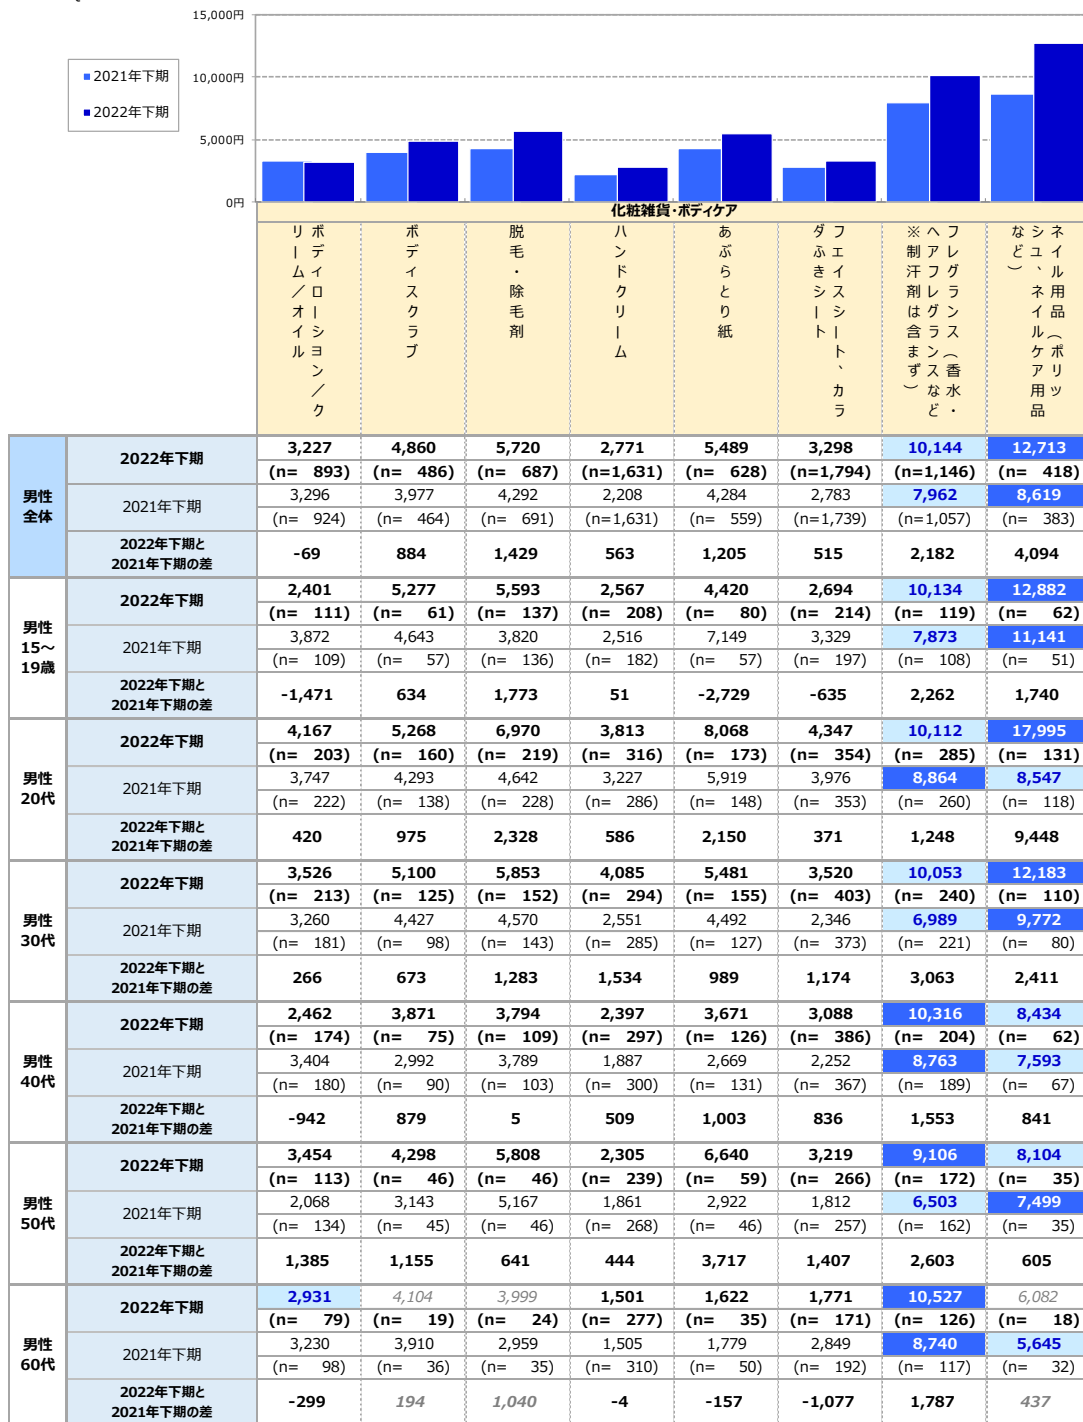 15,000円
10,000円
5,000円
0円
2021年下期
2022年下期
化粧雑貨・ボディケア
ボディローション／クリーム／オイル
ボディスクラブ
脱毛・除毛剤
ハンドクリーム
あぶらとり紙
フェイスシート、カラダふきシート
フレグランス（香水・ヘアフレグランスなど）※制汗剤は含まず
ネイル用品（ポリッシュ、ネイルケア用品など）
男性全体
2022年下期 3,227 4,860 5,720 2,771 5,489 3,298 10,144 12,713
(n= 893) (n= 486) (n= 687) (n=1,631) (n= 628) (n=1,794) (n=1,146) (n= 418)
2021年下期 3,296 3,977 4,292 2,208 4,284 2,783 7,962 8,619
(n= 924) (n= 464) (n= 691) (n=1,631) (n= 559) (n=1,739) (n=1,057) (n= 383)
2022年下期と2021年下期の差 -69 884 1,429 563 1,205 515 2,182 4,094
男性15～19歳
2022年下期 2,401 5,277 5,593 2,567 4,420 2,694 10,134 12,882
(n= 111) (n= 61) (n= 137) (n= 208) (n= 80) (n= 214) (n= 119) (n= 62)
2021年下期 3,872 4,643 3,820 2,516 7,149 3,329 7,873 11,141
(n= 109) (n= 57) (n= 136) (n= 182) (n= 57) (n= 197) (n= 108) (n= 51)
2022年下期と2021年下期の差 -1,471 634 1,773 51 -2,729 -635 2,262 1,740
男性20代
2022年下期 4,167 5,268 6,970 3,813 8,068 4,347 10,112 17,995
(n= 203) (n= 160) (n= 219) (n= 316) (n= 173) (n= 354) (n= 285) (n= 131)
2021年下期 3,747 4,293 4,642 3,227 5,919 3,976 8,864 8,547
(n= 222) (n= 138) (n= 228) (n= 286) (n= 148) (n= 353) (n= 260) (n= 118)
2022年下期と2021年下期の差 420 975 2,328 586 2,150 371 1,248 9,448
男性30代
2022年下期 3,526 5,100 5,853 4,085 5,481 3,520 10,053 12,183
(n= 213) (n= 125) (n= 152) (n= 294) (n= 155) (n= 403) (n= 240) (n= 110)
2021年下期 3,260 4,427 4,570 2,551 4,492 2,346 6,989 9,772
(n= 181) (n= 98) (n= 143) (n= 285) (n= 127) (n= 373) (n= 221) (n= 80)
2022年下期と2021年下期の差 266 673 1,283 1,534 989 1,174 3,063 2,411
男性40代
2022年下期 2,462 3,871 3,794 2,397 3,671 3,088 10,316 8,434
(n= 174) (n= 75) (n= 109) (n= 297) (n= 126) (n= 386) (n= 204) (n= 62)
2021年下期 3,404 2,992 3,789 1,887 2,669 2,252 8,763 7,593
(n= 180) (n= 90) (n= 103) (n= 300) (n= 131) (n= 367) (n= 189) (n= 67)
2022年下期と2021年下期の差 -942 879 5 509 1,003 836 1,553 841
男性50代
2022年下期 3,454 4,298 5,808 2,305 6,640 3,219 9,106 8,104
(n= 113) (n= 46) (n= 46) (n= 239) (n= 59) (n= 266) (n= 172) (n= 35)
2021年下期 2,068 3,143 5,167 1,861 2,922 1,812 6,503 7,499
(n= 134) (n= 45) (n= 46) (n= 268) (n= 46) (n= 257) (n= 162) (n= 35)
2022年下期と2021年下期の差 1,385 1,155 641 444 3,717 1,407 2,603 605
男性60代
2022年下期 2,931 4,104 3,999 1,501 1,622 1,771 10,527 6,082
(n= 79) (n= 19) (n= 24) (n= 277) (n= 35) (n= 171) (n= 126) (n= 18)
2021年下期 3,230 3,910 2,959 1,505 1,779 2,849 8,740 5,645
(n= 98) (n= 36) (n= 35) (n= 310) (n= 50) (n= 192) (n= 117) (n= 32)
2022年下期と2021年下期の差 -299 194 1,040 -4 -157 -1,077 1,787 437